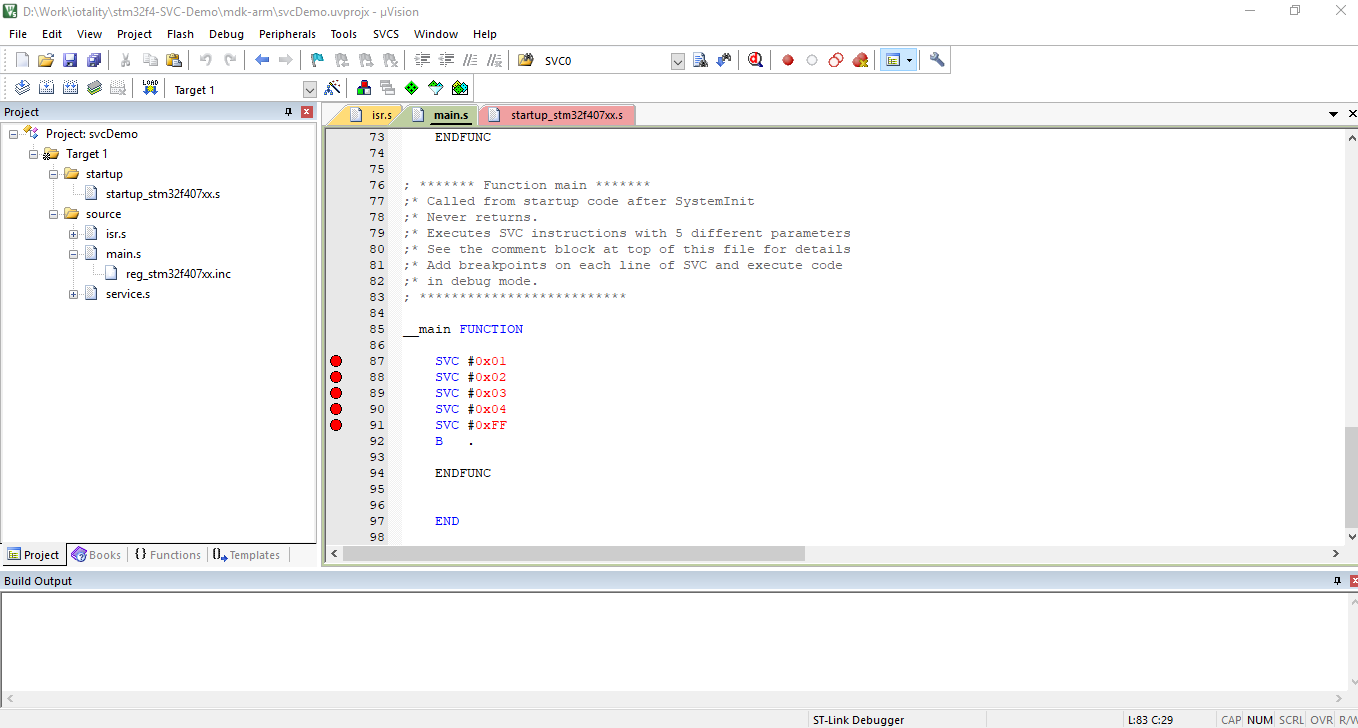 D:\Work\iotality\stm32f4-SVC-Demo\mdk-arm\svcDemo.uvprojx - µVision
File Edit View Project Flash Debug Peripherals Tools SVCS Window Help
SVC0
LOAD Target 1
Project
Project: svcDemo
Target 1
startup
startup_stm32f407xx.s
source
isr.s
main.s
reg_stm32f407xx.inc
service.s
Project Books {} Functions Templates
isr.s main.s startup_stm32f407xx.s
73 ENDFUNC
74
75
76 ; ******* Function main *******
77 ;* Called from startup code after SystemInit
78 ;* Never returns.
79 ;* Executes SVC instructions with 5 different parameters
80 ;* See the comment block at top of this file for details
81 ;* Add breakpoints on each line of SVC and execute code
82 ;* in debug mode.
83 ; **************************
84
85 __main FUNCTION
86
87 SVC #0x01
88 SVC #0x02
89 SVC #0x03
90 SVC #0x04
91 SVC #0xFF
92 B .
93
94 ENDFUNC
95
96
97 END
98
Build Output
ST-Link Debugger L:83 C:29 CAP NUM SCRL OVR R/W